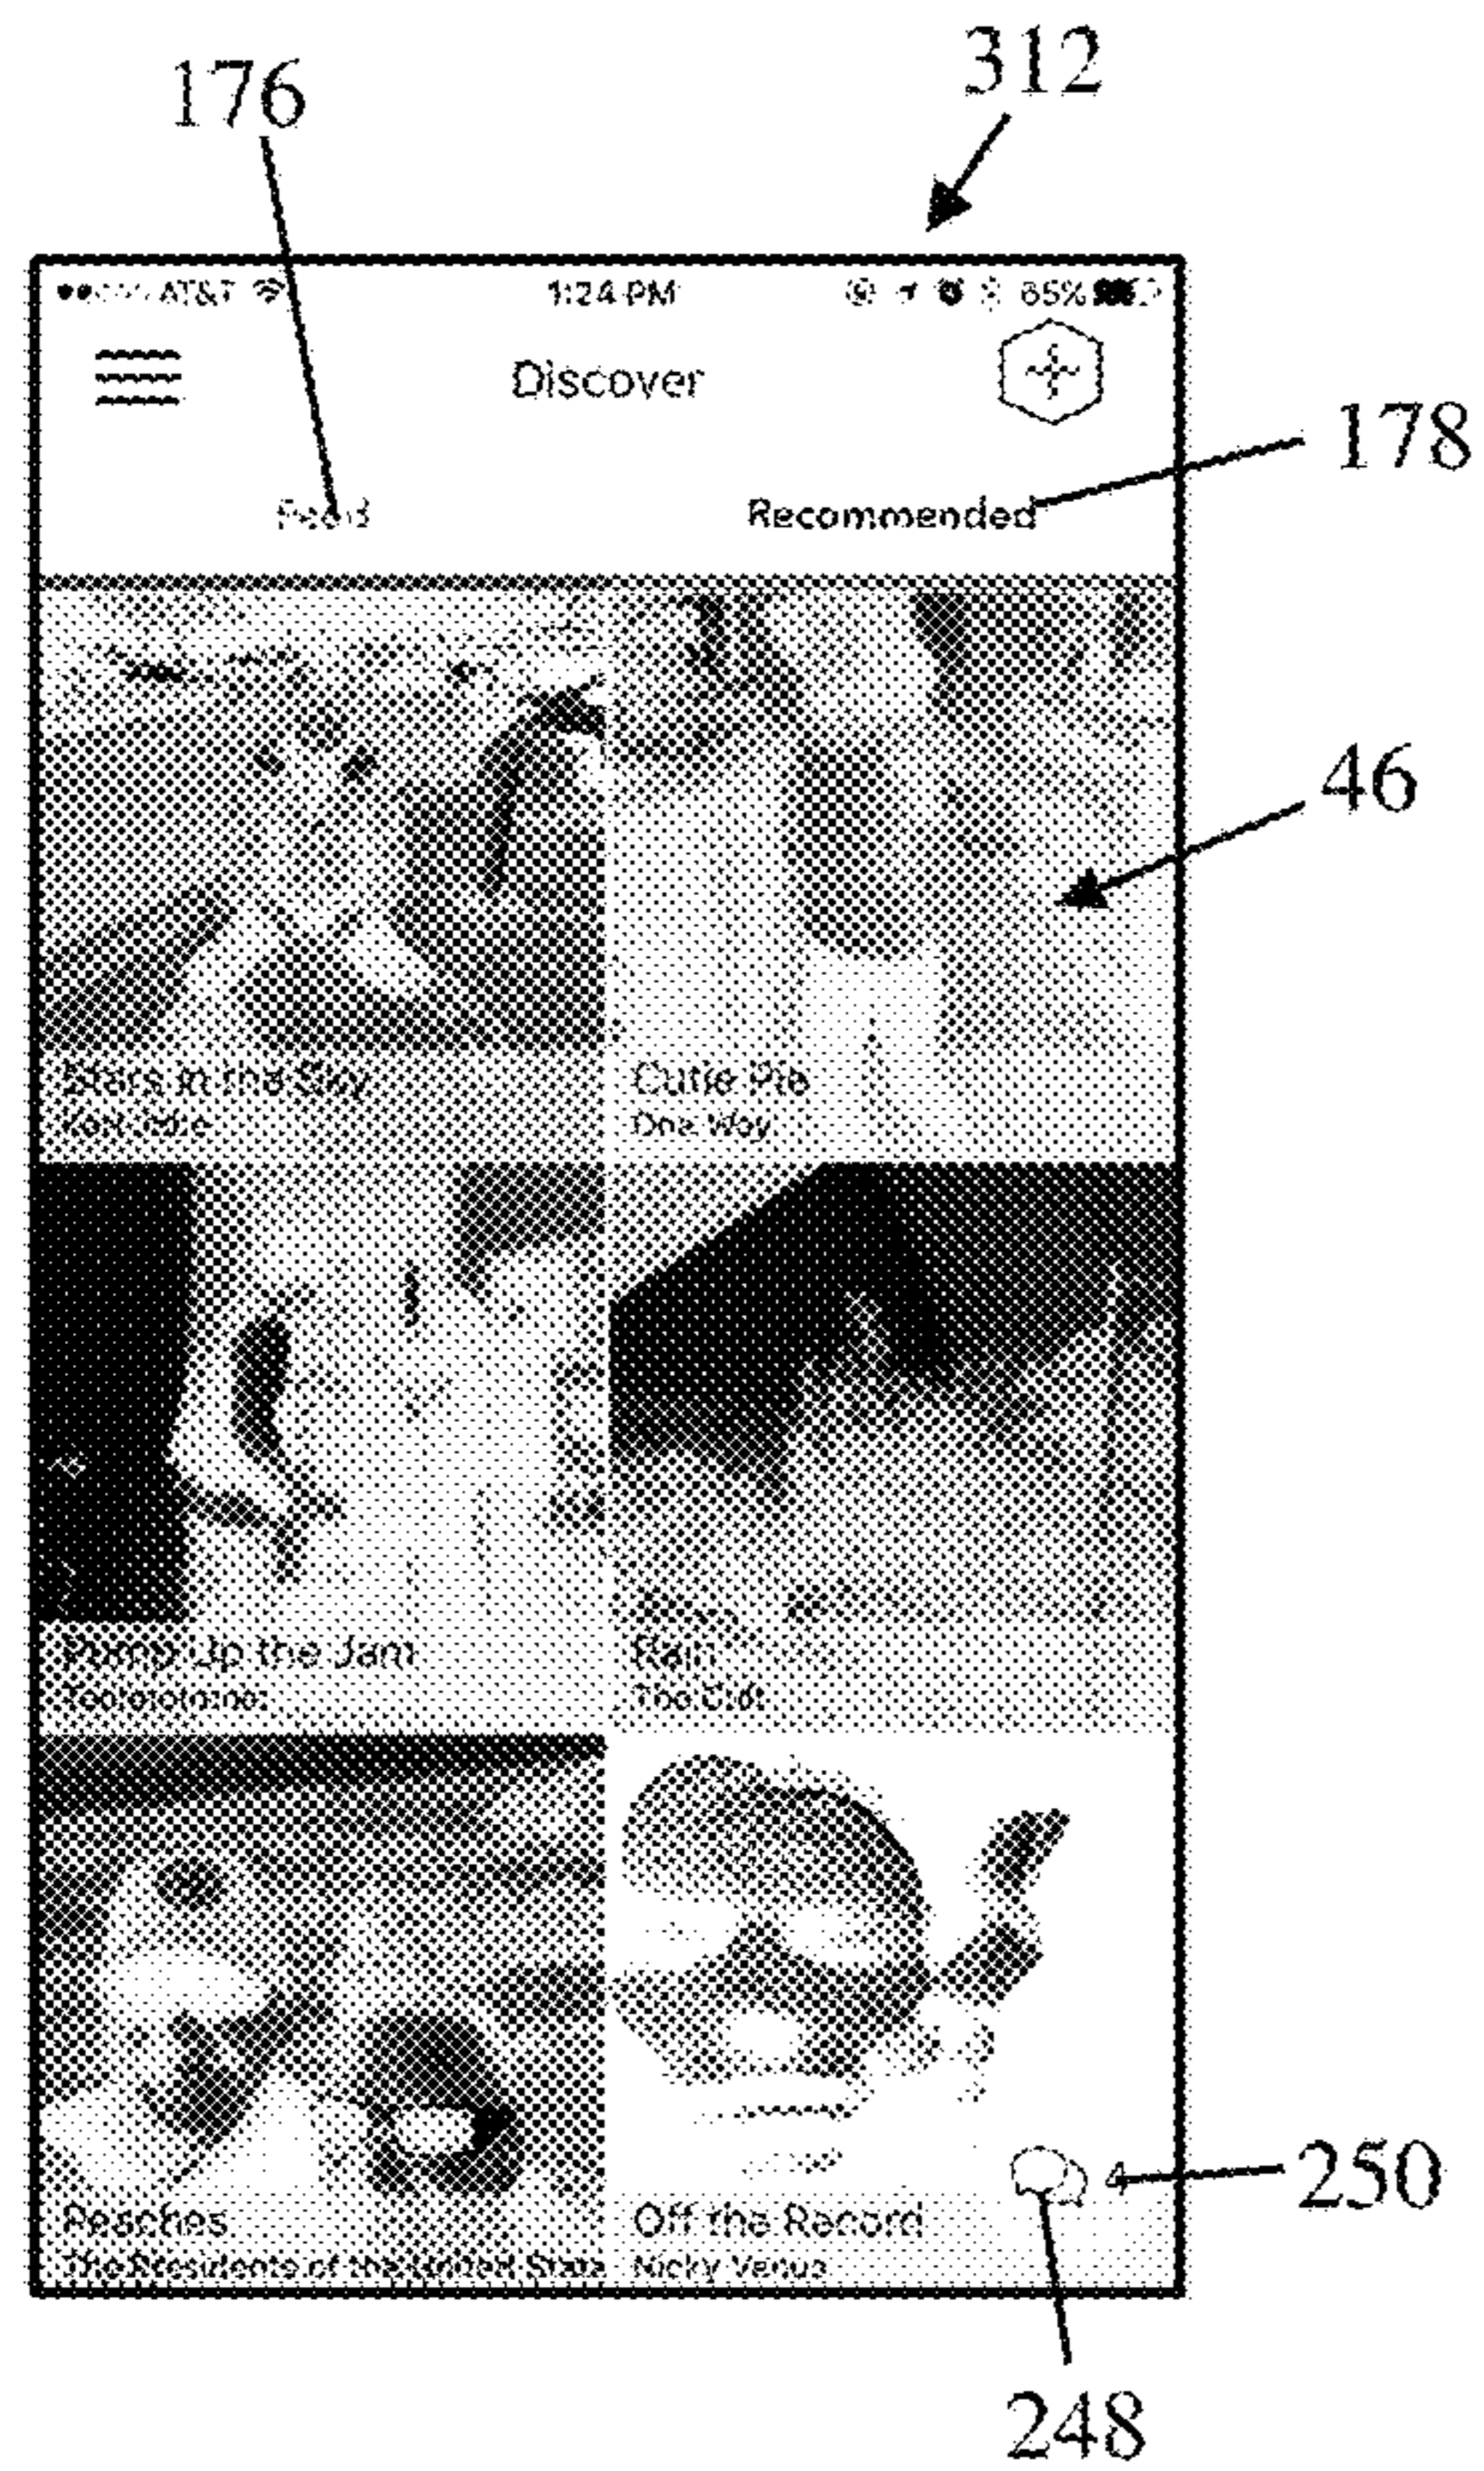 312
176
AT&T 1:24 PM 65%
Discover
178
Feed Recommended
46
Stars in the Sky
Cutie Pie
One Way
Pump Up the Jam
Rain
The Cult
Peaches
The Presidents of the United State
Off the Record
Nicky Venus
4
250
248